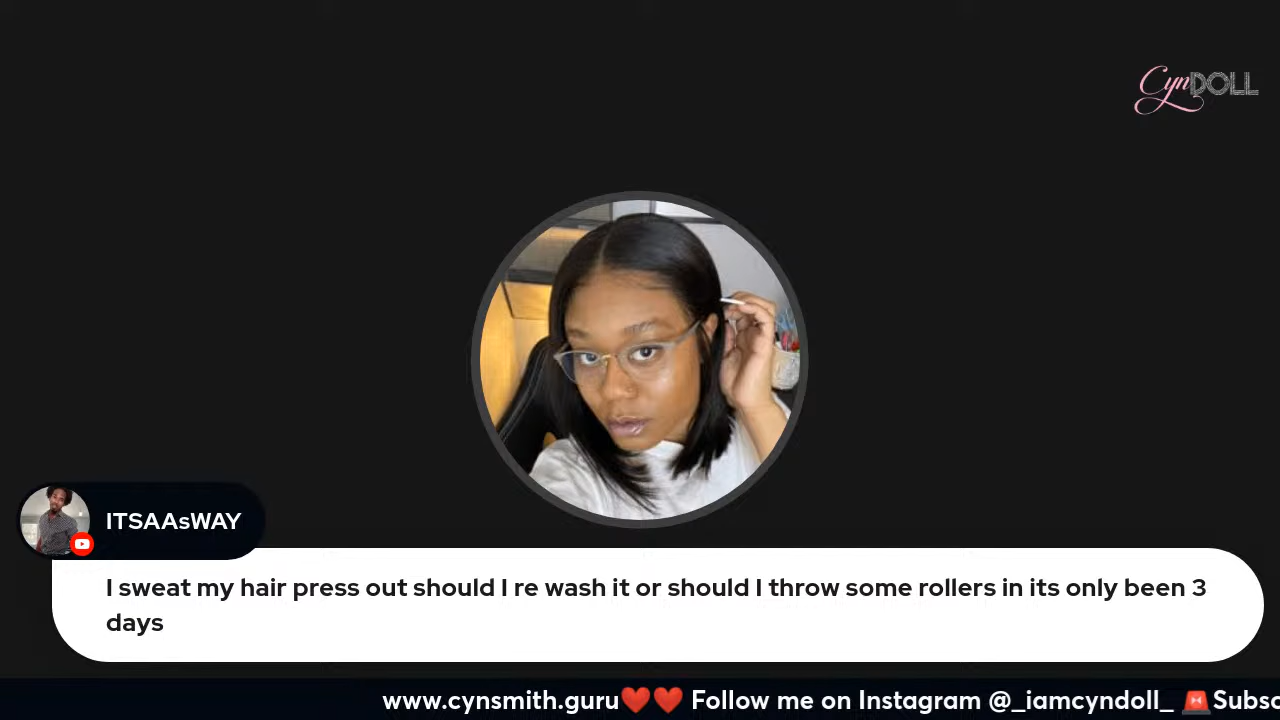 CynDOLL
ITSAAsWAY
I sweat my hair press out should I re wash it or should I throw some rollers in its only been 3
days
www.cynsmith.guru❤️❤️ Follow me on Instagram @_iamcyndoll_ 🚨Subsc